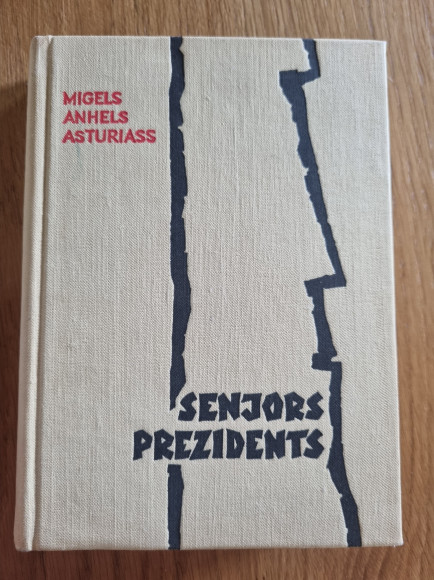 MIGELS
ANHELS
ASTURIASS
SENJORS
PREZIDENTS